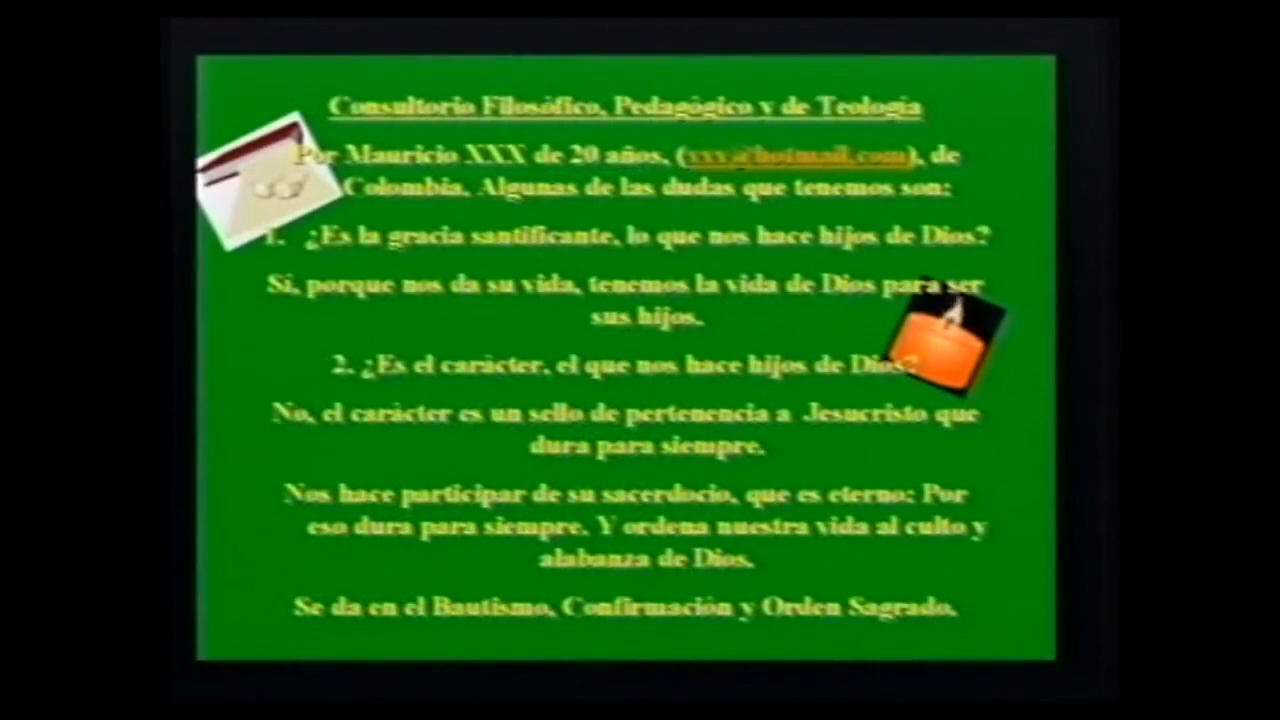 Consultorio Filosófico, Pedagógico y de Teología
Por Mauricio XXX de 20 años, (xxx@hotmail.com), de
Colombia. Algunas de las dudas que tenemos son:
1. ¿Es la gracia santificante, lo que nos hace hijos de Dios?
Sí, porque nos da su vida, tenemos la vida de Dios para ser
sus hijos.
2. ¿Es el carácter, el que nos hace hijos de Dios?
No, el carácter es un sello de pertenencia a Jesucristo que
dura para siempre.
Nos hace participar de su sacerdocio, que es eterno; Por
eso dura para siempre. Y ordena nuestra vida al culto y
alabanza de Dios.
Se da en el Bautismo, Confirmación y Orden Sagrado.